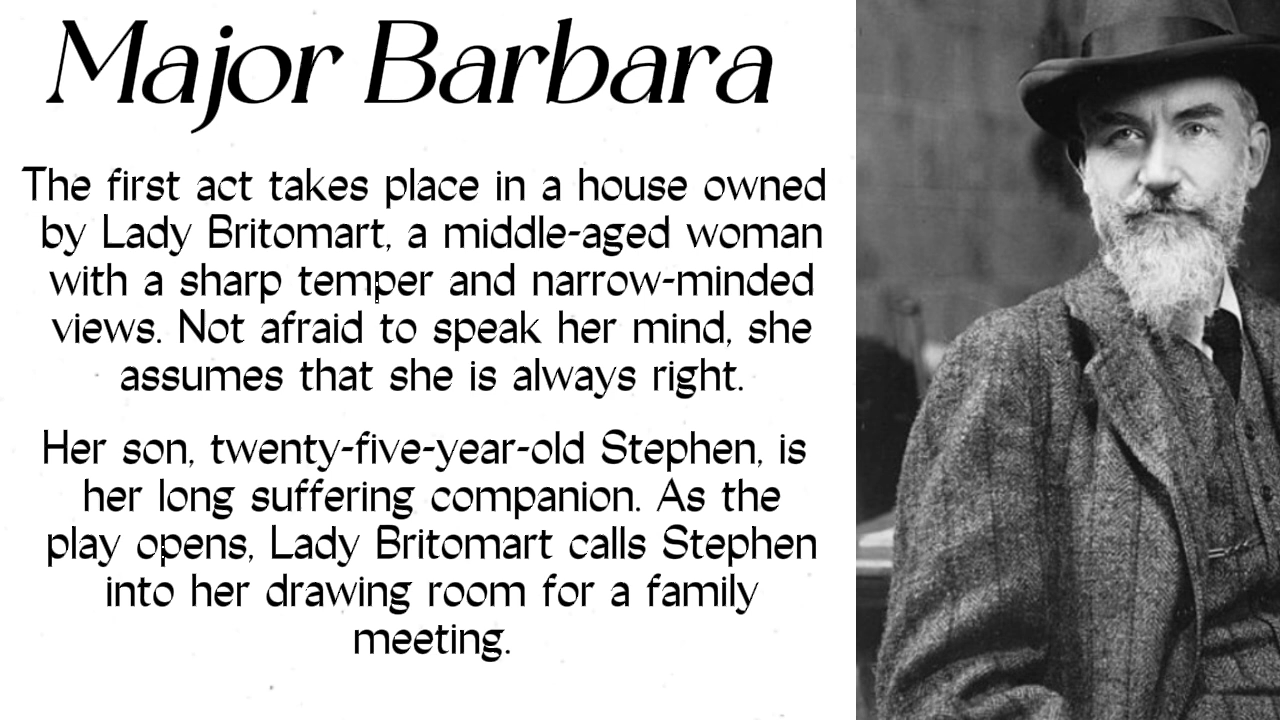 Major Barbara
The first act takes place in a house owned
by Lady Britomart, a middle-aged woman
with a sharp temper and narrow-minded
views. Not afraid to speak her mind, she
assumes that she is always right.
Her son, twenty-five-year-old Stephen, is
her long suffering companion. As the
play opens, Lady Britomart calls Stephen
into her drawing room for a family
meeting.